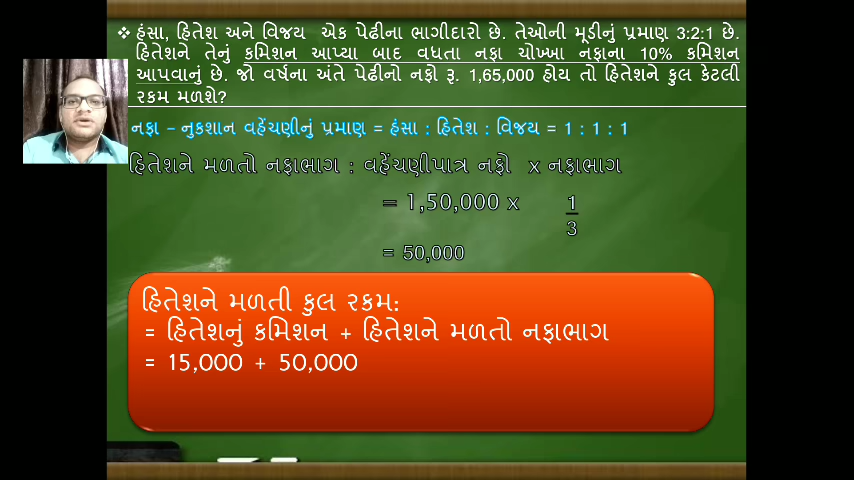 ❖ હંસા, હિતેશ અને વિજય એક પેઢીના ભાગીદારો છે. તેઓની મૂડીનું પ્રમાણ 3:2:1 છે.
હિતેશને તેનું કમિશન આપ્યા બાદ વધતા નફા ચોખ્ખા નફાના 10% કમિશન
આપવાનું છે. જો વર્ષના અંતે પેઢીનો નફો રૂ. 1,65,000 હોય તો હિતેશને કુલ કેટલી
રકમ મળશે?
નફા – નુકશાન વહેંચણીનું પ્રમાણ = હંસા : હિતેશ : વિજય = 1 : 1 : 1
હિતેશને મળતો નફાભાગ : વહેંચણીપાત્ર નફો x નફાભાગ
= 1,50,000 x 1/3
= 50,000
હિતેશને મળતી કુલ રકમ:
= હિતેશનું કમિશન + હિતેશને મળતો નફાભાગ
= 15,000 + 50,000